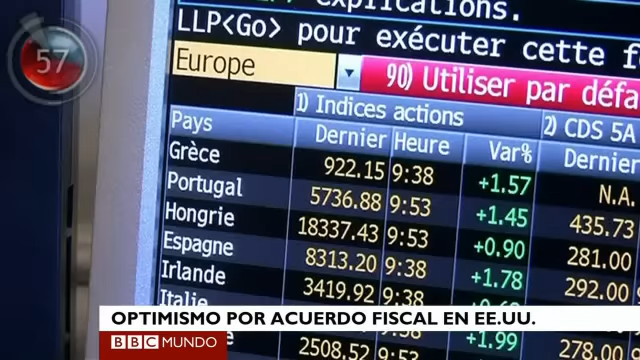 57
explications.
LLP<Go> pour exécuter cette
Europe
90) Utiliser par défa
1) Indices actions
Pays Dernier Heure Var% 2) CDS 5A Dernier
Grèce 922.15 9:38 +1.57 N.A.
Portugal 5736.88 9:53 +1.45 435.73
Hongrie 18337.43 9:53 +0.90 281.00
Espagne 8313.20 9:38 +1.78 292.00
Irlande 3419.92 9:38
Italie
2508.52 9:53 +1.99 278.00
OPTIMISMO POR ACUERDO FISCAL EN EE.UU.
BBC MUNDO